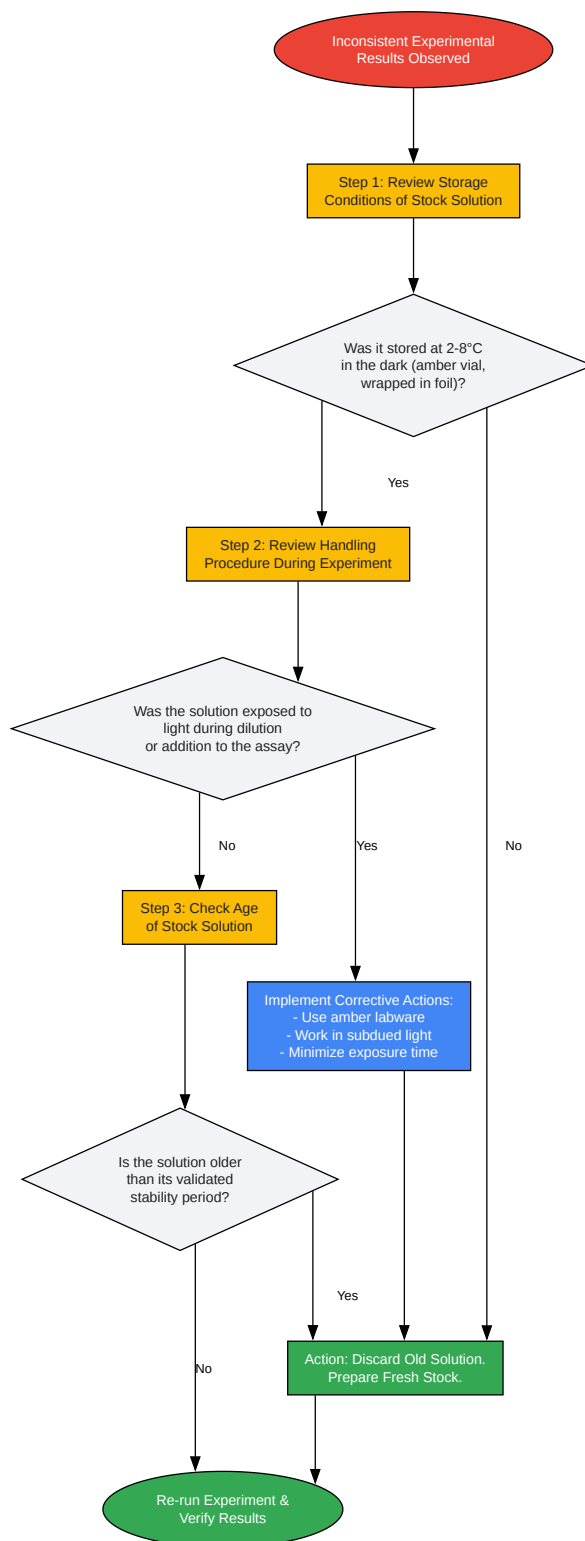 Inconsistent Experimental
Results Observed
Step 1: Review Storage
Conditions of Stock Solution
Was it stored at 2-8°C
in the dark (amber vial,
wrapped in foil)?
Yes
Step 2: Review Handling
Procedure During Experiment
Was the solution exposed to
light during dilution
or addition to the assay?
No
Yes
No
Step 3: Check Age
of Stock Solution
Implement Corrective Actions:
- Use amber labware
- Work in subdued light
- Minimize exposure time
Is the solution older
than its validated
stability period?
Yes
Action: Discard Old Solution.
Prepare Fresh Stock.
No
Re-run Experiment &
Verify Results